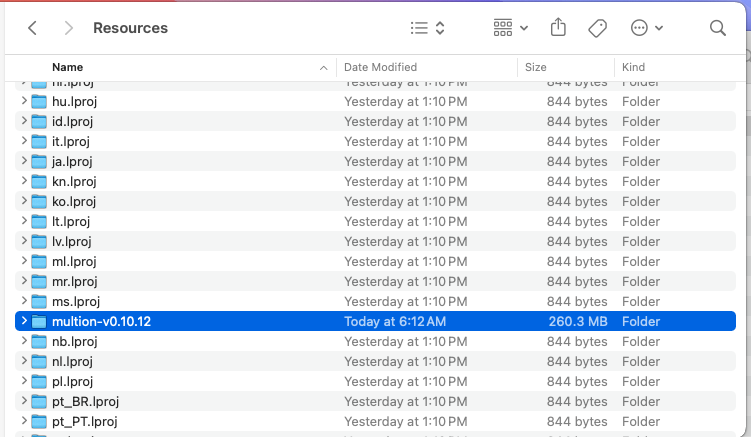 Resources
Name Date Modified Size Kind
hr.lproj Yesterday at 1:10 PM 844 bytes Folder
hu.lproj Yesterday at 1:10 PM 844 bytes Folder
id.lproj Yesterday at 1:10 PM 844 bytes Folder
it.lproj Yesterday at 1:10 PM 844 bytes Folder
ja.lproj Yesterday at 1:10 PM 844 bytes Folder
kn.lproj Yesterday at 1:10 PM 844 bytes Folder
ko.lproj Yesterday at 1:10 PM 844 bytes Folder
lt.lproj Yesterday at 1:10 PM 844 bytes Folder
lv.lproj Yesterday at 1:10 PM 844 bytes Folder
ml.lproj Yesterday at 1:10 PM 844 bytes Folder
mr.lproj Yesterday at 1:10 PM 844 bytes Folder
ms.lproj Yesterday at 1:10 PM 844 bytes Folder
multion-v0.10.12 Today at 6:12 AM 260.3 MB Folder
nb.lproj Yesterday at 1:10 PM 844 bytes Folder
nl.lproj Yesterday at 1:10 PM 844 bytes Folder
pl.lproj Yesterday at 1:10 PM 844 bytes Folder
pt_BR.lproj Yesterday at 1:10 PM 844 bytes Folder
pt_PT.lproj Yesterday at 1:10 PM 844 bytes Folder